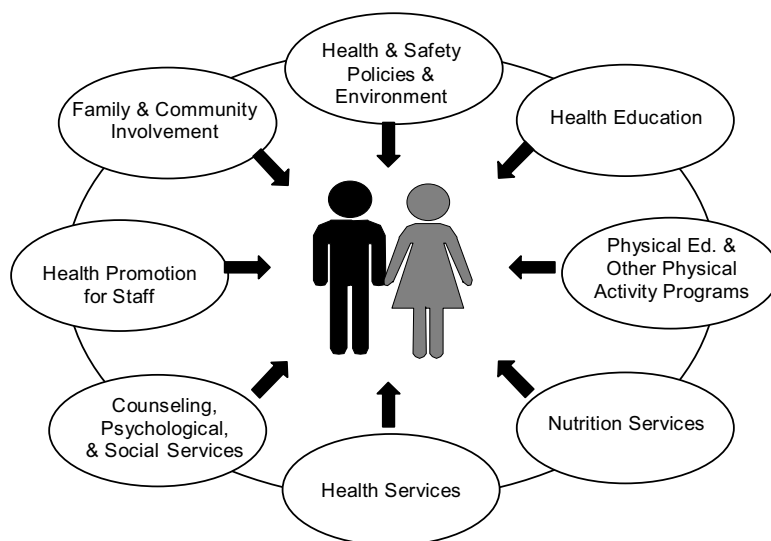 Health & Safety
Policies &
Environment
Health Education
Physical Ed. &
Other Physical
Activity Programs
Nutrition Services
Health Services
Counseling,
Psychological,
& Social Services
Health Promotion
for Staff
Family & Community
Involvement